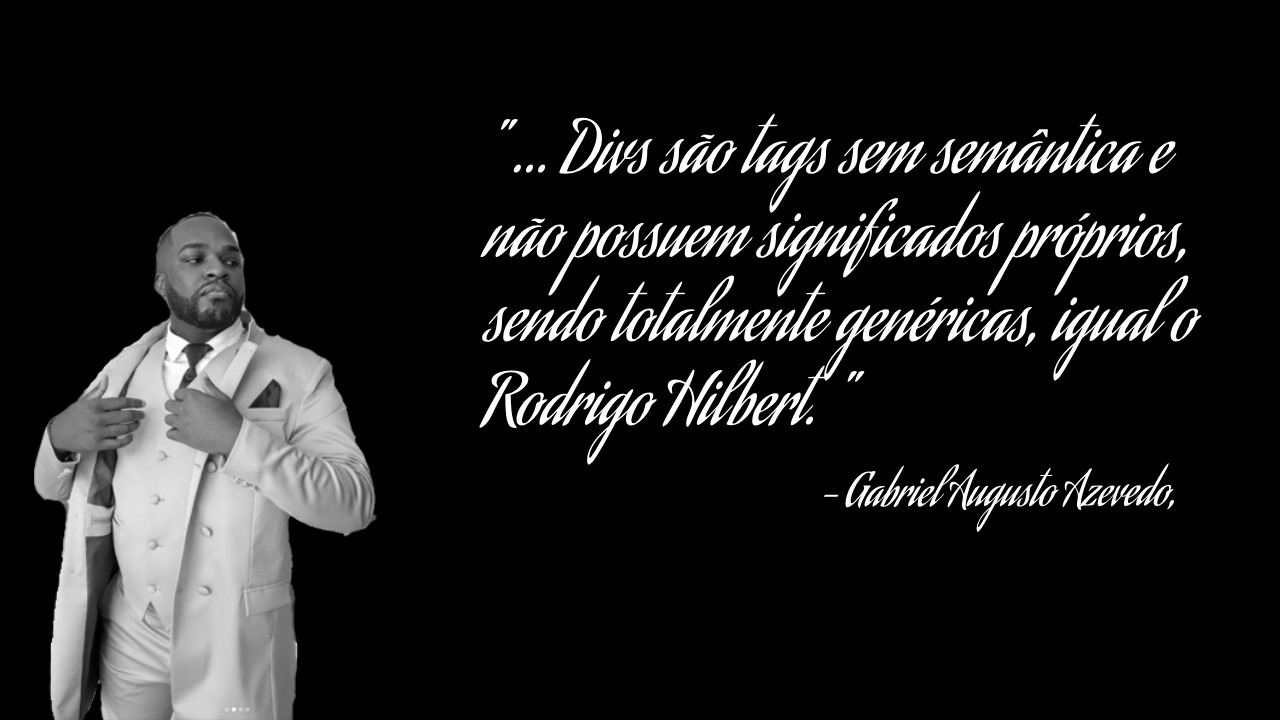 "... Divs são tags sem semântica e
não possuem significados próprios,
sendo totalmente genéricas, igual o
Rodrigo Hilbert."
- Gabriel Augusto Azevedo,